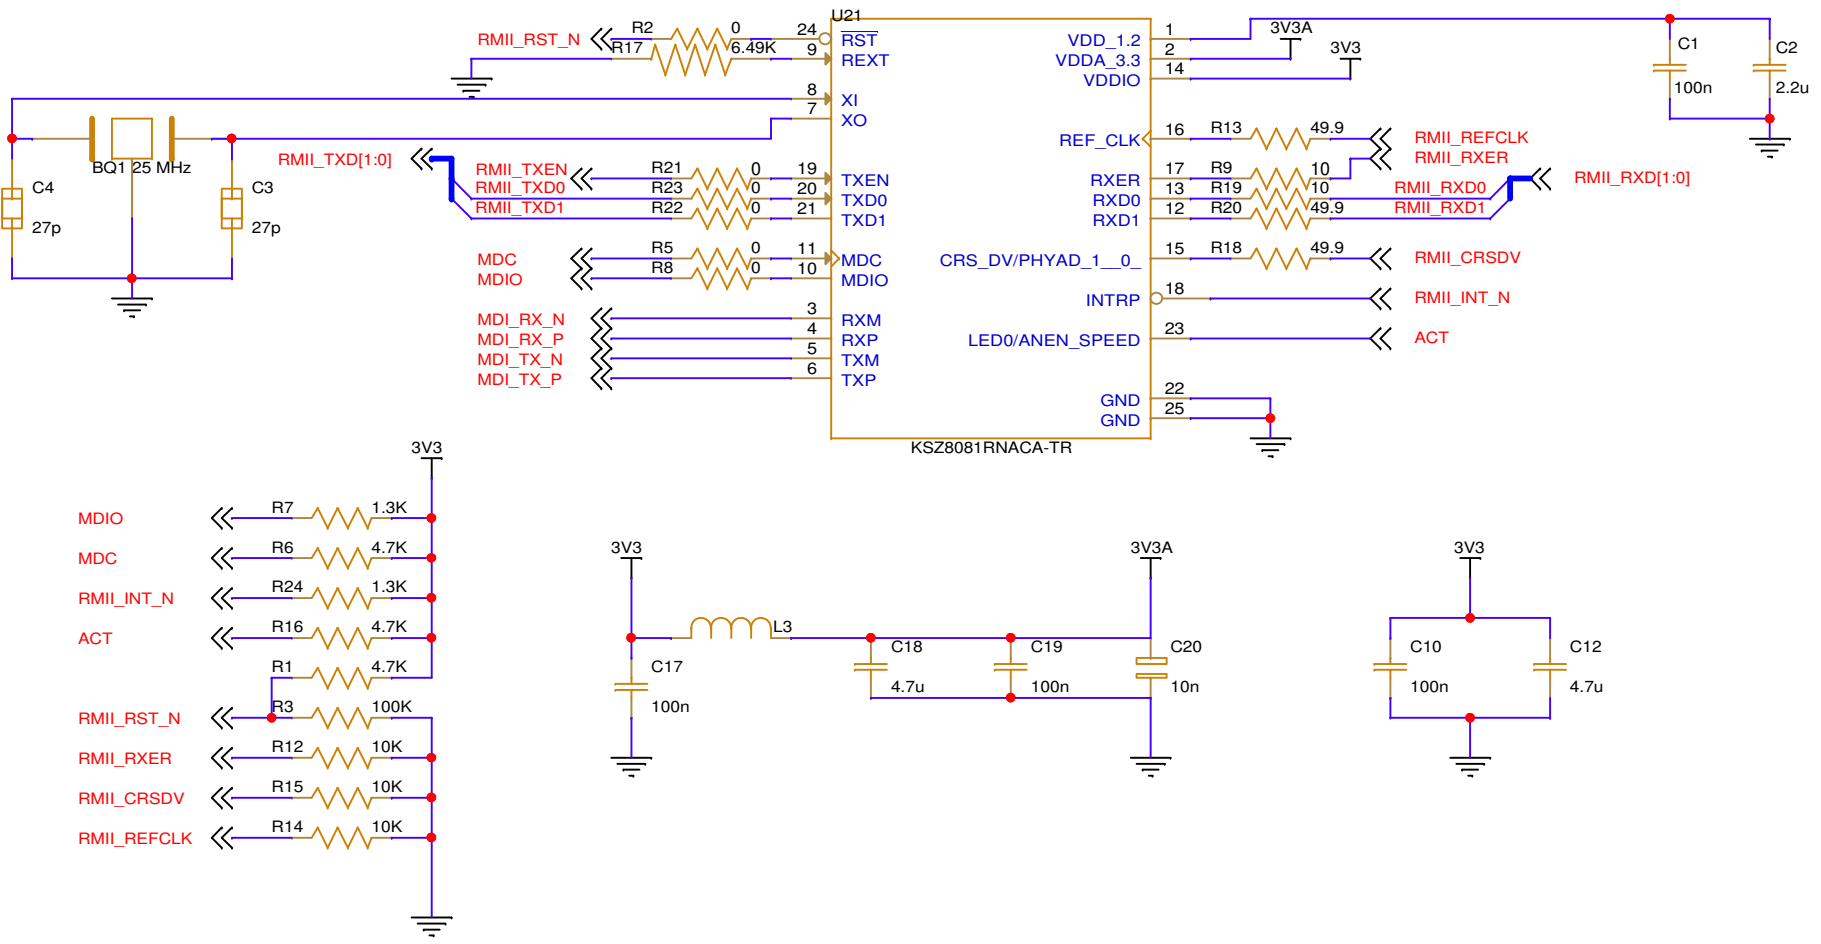 U21
RMII_RST_N R2 0 24 RST
R17 6.49K 9 REXT
8 XI
7 XO
BQ1 25 MHz
C4 27p
C3 27p
RMII_TXD[1:0]
RMII_TXEN R21 0 19 TXEN
RMII_TXD0 R23 0 20 TXD0
RMII_TXD1 R22 0 21 TXD1
MDC R5 0 11 MDC
MDIO R8 0 10 MDIO
MDI_RX_N 3 RXM
MDI_RX_P 4 RXP
MDI_TX_N 5 TXM
MDI_TX_P 6 TXP
VDD_1.2 1
VDDA_3.3 2 3V3A
VDDIO 14 3V3
C1 100n
C2 2.2u
REF_CLK 16 R13 49.9 RMII_REFCLK
RXER 17 R9 10 RMII_RXER
RXD0 13 R19 10 RMII_RXD0
RXD1 12 R20 49.9 RMII_RXD1
RMII_RXD[1:0]
CRS_DV/PHYAD_1__0_ 15 R18 49.9 RMII_CRSDV
INTRP 18 RMII_INT_N
LED0/ANEN_SPEED 23 ACT
GND 22
GND 25
KSZ8081RNACA-TR
3V3
MDIO R7 1.3K
MDC R6 4.7K
RMII_INT_N R24 1.3K
ACT R16 4.7K
R1 4.7K
RMII_RST_N R3 100K
RMII_RXER R12 10K
RMII_CRSDV R15 10K
RMII_REFCLK R14 10K
3V3
3V3A
L3
C17 100n
C18 4.7u
C19 100n
C20 10n
3V3
C10 100n
C12 4.7u